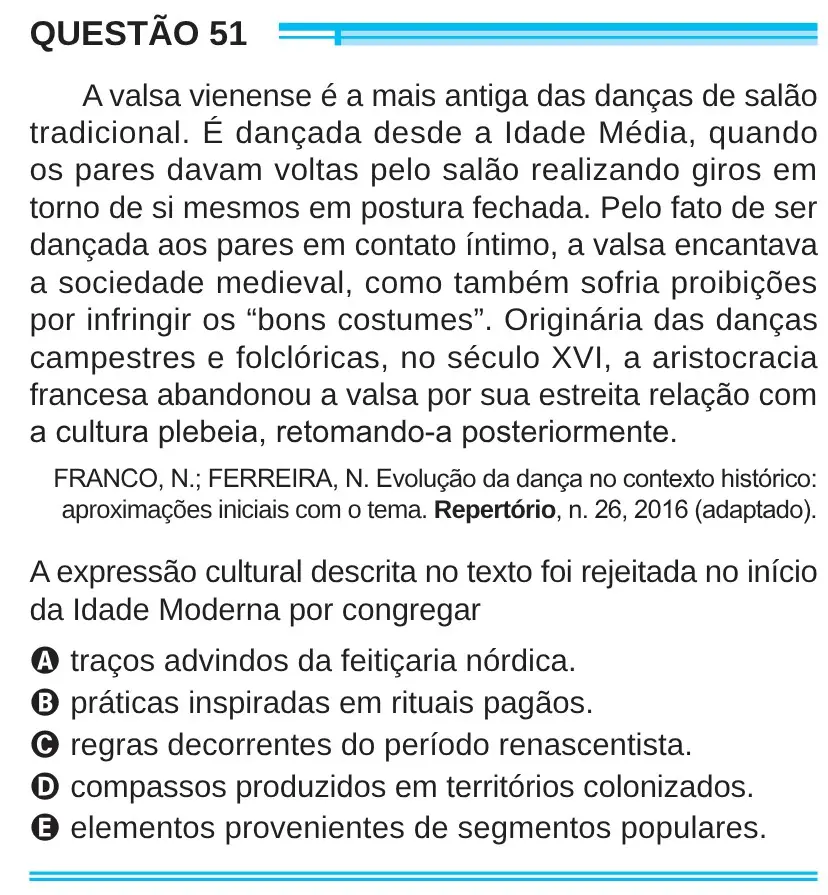 QUESTÃO 51
A valsa vienense é a mais antiga das danças de salão
tradicional. É dançada desde a Idade Média, quando
os pares davam voltas pelo salão realizando giros em
torno de si mesmos em postura fechada. Pelo fato de ser
dançada aos pares em contato íntimo, a valsa encantava
a sociedade medieval, como também sofria proibições
por infringir os “bons costumes”. Originária das danças
campestres e folclóricas, no século XVI, a aristocracia
francesa abandonou a valsa por sua estreita relação com
a cultura plebeia, retomando-a posteriormente.
FRANCO, N.; FERREIRA, N. Evolução da dança no contexto histórico:
aproximações iniciais com o tema. Repertório, n. 26, 2016 (adaptado).
A expressão cultural descrita no texto foi rejeitada no início
da Idade Moderna por congregar
A traços advindos da feitiçaria nórdica.
B práticas inspiradas em rituais pagãos.
C regras decorrentes do período renascentista.
D compassos produzidos em territórios colonizados.
E elementos provenientes de segmentos populares.